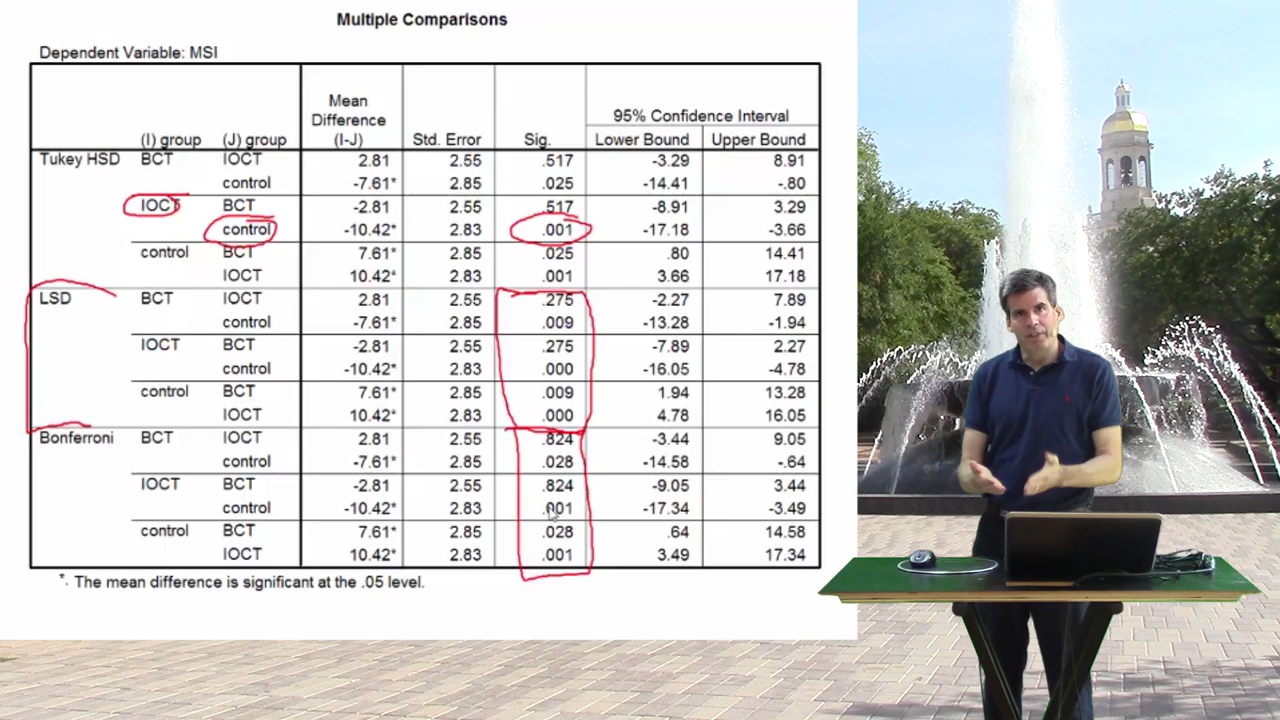 Multiple Comparisons
Dependent Variable: MSI
(I) group (J) group Mean Difference (I-J) Std. Error Sig. 95% Confidence Interval
Lower Bound Upper Bound
Tukey HSD BCT IOCT 2.81 2.55 .517 -3.29 8.91
control -7.61* 2.85 .025 -14.41 -.80
IOCT BCT -2.81 2.55 .517 -8.91 3.29
control -10.42* 2.83 .001 -17.18 -3.66
control BCT 7.61* 2.85 .025 .80 14.41
IOCT 10.42* 2.83 .001 3.66 17.18
LSD BCT IOCT 2.81 2.55 .275 -2.27 7.89
control -7.61* 2.85 .009 -13.28 -1.94
IOCT BCT -2.81 2.55 .275 -7.89 2.27
control -10.42* 2.83 .000 -16.05 -4.78
control BCT 7.61* 2.85 .009 1.94 13.28
IOCT 10.42* 2.83 .000 4.78 16.05
Bonferroni BCT IOCT 2.81 2.55 .824 -3.44 9.05
control -7.61* 2.85 .028 -14.58 -.64
IOCT BCT -2.81 2.55 .824 -9.05 3.44
control -10.42* 2.83 .001 -17.34 -3.49
control BCT 7.61* 2.85 .028 .64 14.58
IOCT 10.42* 2.83 .001 3.49 17.34
*. The mean difference is significant at the .05 level.